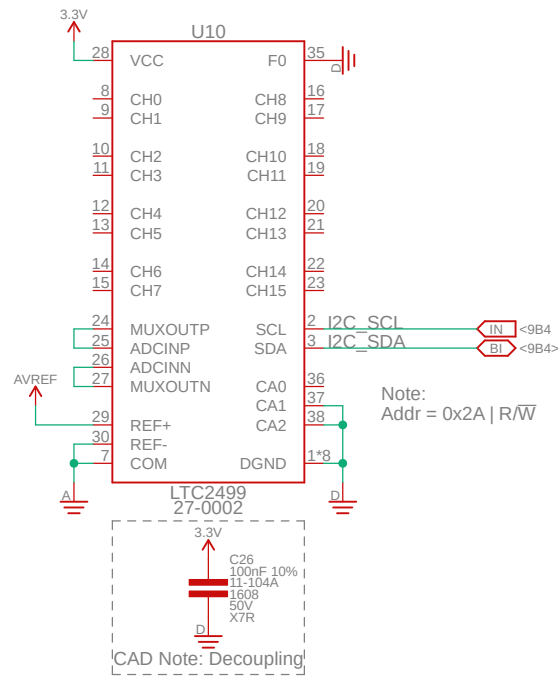 3.3V
U10
28 VCC F0 35
D
8 CH0 CH8 16
9 CH1 CH9 17
10 CH2 CH10 18
11 CH3 CH11 19
12 CH4 CH12 20
13 CH5 CH13 21
14 CH6 CH14 22
15 CH7 CH15 23
24 MUXOUTP SCL 2 I2C_SCL IN <9B4
25 ADCINP SDA 3 I2C_SDA BI <9B4>
26 ADCINN
27 MUXOUTN CA0 36
AVREF
CA1 37
29 REF+ CA2 38
30 REF-
7 COM DGND 1*8
Note:
Addr = 0x2A | R/W̅
A
D
LTC2499
27-0002
3.3V
C26
100nF 10%
11-104A
1608
50V
X7R
D
CAD Note: Decoupling